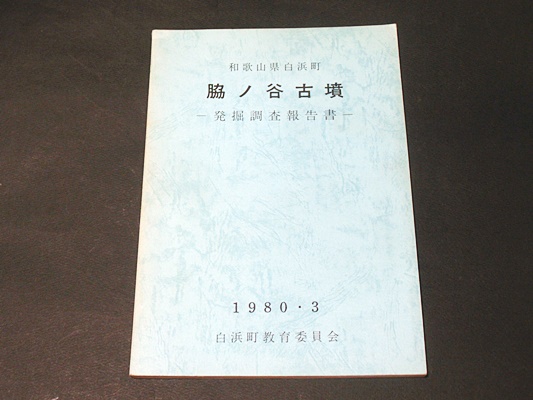 和歌山県白浜町
脇ノ谷古墳
—発掘調査報告書—
1980・3
白浜町教育委員会